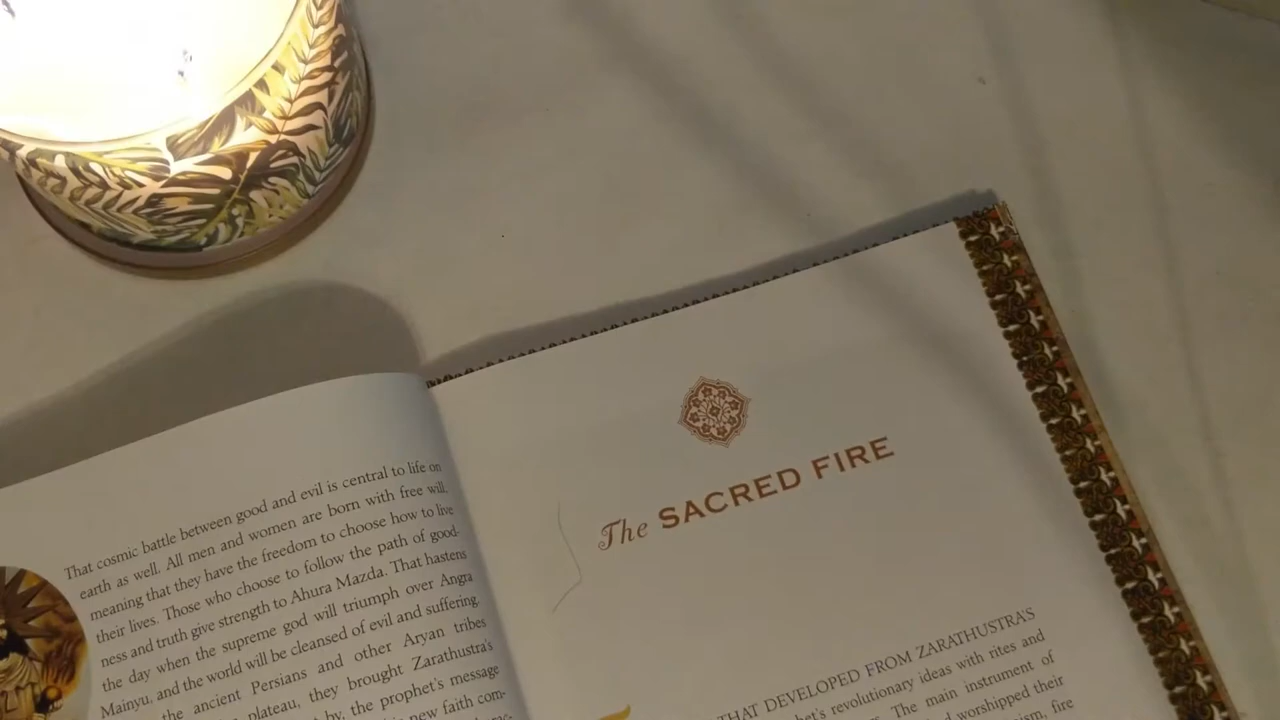 That cosmic battle between good and evil is central to life on
earth as well. All men and women are born with free will,
meaning that they have the freedom to choose how to live
their lives. Those who choose to follow the path of good-
ness and truth give strength to Ahura Mazda. That hastens
the day when the supreme god will triumph over Angra
Mainyu, and the world will be cleansed of evil and suffering.
the ancient Persians and other Aryan tribes
plateau, they brought Zarathustra's
by, the prophet's message
new faith com-
The SACRED FIRE
THAT DEVELOPED FROM ZARATHUSTRA'S
revolutionary ideas with rites and
The main instrument of
worshipped their
fire